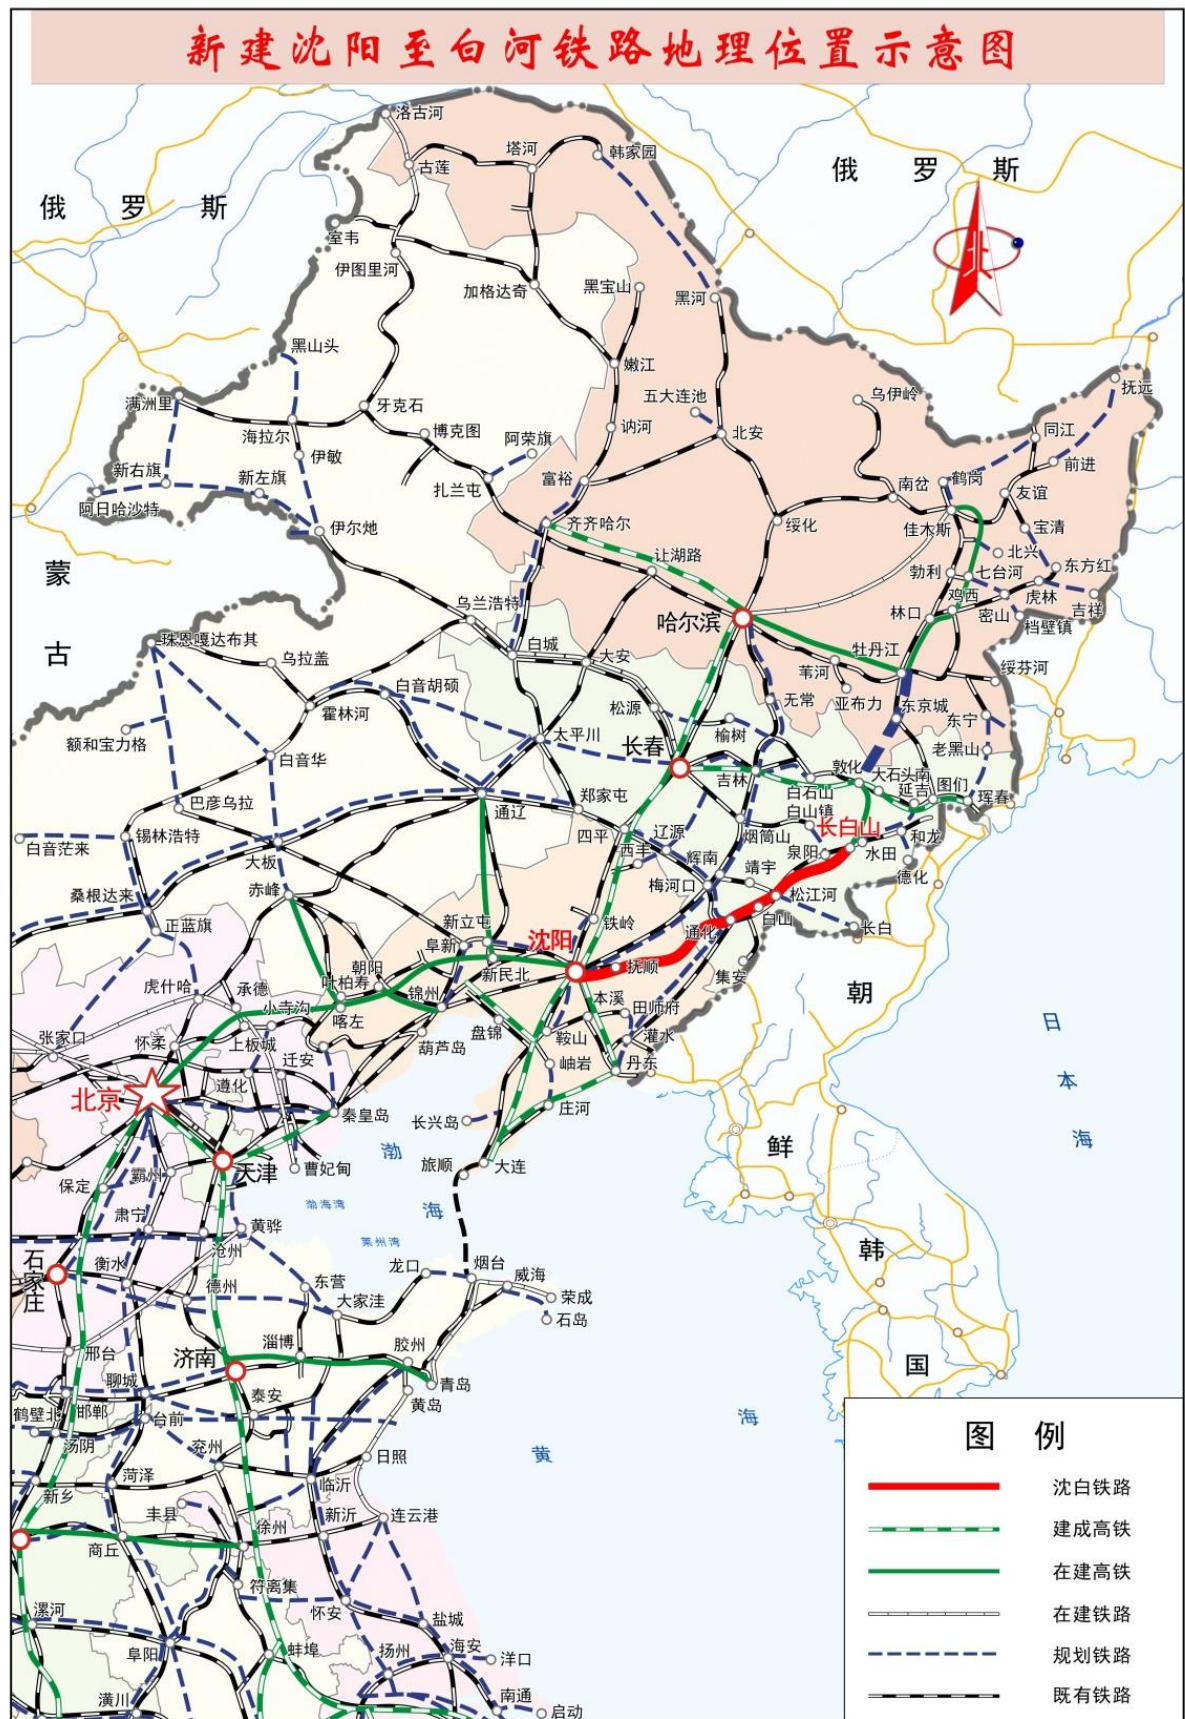 新建沈阳至白河铁路地理位置示意图
洛古河
古莲
塔河
韩家园
俄罗斯
俄罗斯
北
室韦
伊图里河
加格达奇
黑宝山
黑河
黑山头
嫩江
满洲里
牙克石
五大连池
乌伊岭
抚远
海拉尔
博克图
讷河
北安
同江
阿荣旗
伊敏
新右旗
新左旗
扎兰屯
富裕
南岔
鹤岗
前进
友谊
阿日哈沙特
伊尔炮
齐齐哈尔
绥化
佳木斯
宝清
让湖路
北兴
蒙
勃利
七台河
东方红
乌兰浩特
鸡西
虎林
哈尔滨
林口
密山
吉祥
档壁镇
珠恩嘎达布其
古
乌拉盖
白城
大安
牡丹江
绥芬河
苇河
白音胡硕
霍林河
松源
无常
亚布力
东京城
东宁
额和宝力格
太平川
长春
榆树
老黑山
白音华
吉林
敦化
大石头南
白石山
延吉
图们
珲春
巴彦乌拉
通辽
郑家屯
白山镇
锡林浩特
四平
辽源
烟筒山
长白山
和龙
白音茫来
大板
西丰
辉南
泉阳
水田
靖宇
德化
赤峰
梅河口
桑根达来
松江河
正蓝旗
新立屯
铁岭
白山
长白
阜新
沈阳
通化
朝阳
新民北
抚顺
叶柏寿
集安
虎什哈
承德
锦州
朝
小寺沟
本溪
田师府
喀左
盘锦
日
张家口
怀柔
上板城
鞍山
灌水
迁安
葫芦岛
岫岩
丹东
遵化
本
北京
庄河
秦皇岛
长兴岛
海
渤
鲜
天津
曹妃甸
旅顺
大连
霸州
保定
渤海湾
海
肃宁
黄骅
莱州湾
石家庄
沧州
韩
衡水
龙口
烟台
威海
德州
东营
荣成
大家洼
石岛
淄博
胶州
济南
邢台
国
聊城
青岛
泰安
黄岛
鹤壁北
邯郸
台前
海
图例
汤阴
兖州
黄
日照
沈白铁路
菏泽
临沂
新乡
丰县
新沂
连云港
建成高铁
徐州
商丘
在建高铁
符离集
漯河
怀安
盐城
在建铁路
阜阳
蚌埠
扬州
海安
洋口
规划铁路
潢川
南通
启动
既有铁路